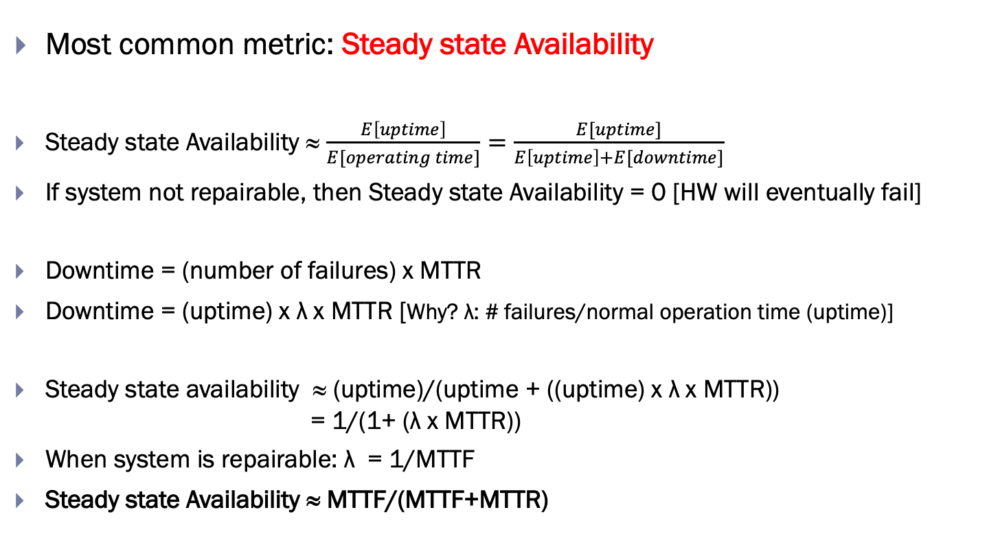 Most common metric: Steady state Availability
Steady state Availability ≈ E[uptime]/E[operating time] = E[uptime]/E[uptime]+E[downtime]
If system not repairable, then Steady state Availability = 0 [HW will eventually fail]
Downtime = (number of failures) x MTTR
Downtime = (uptime) x λ x MTTR [Why? λ: # failures/normal operation time (uptime)]
Steady state availability ≈ (uptime)/(uptime + ((uptime) x λ x MTTR))
= 1/(1+ (λ x MTTR))
When system is repairable: λ = 1/MTTF
Steady state Availability ≈ MTTF/(MTTF+MTTR)